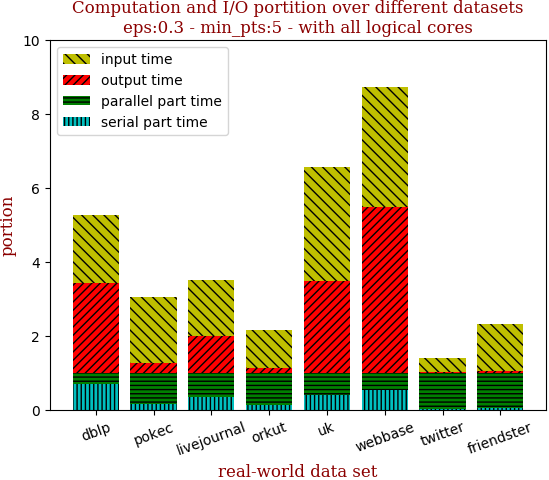 Computation and I/O portition over different datasets
eps:0.3 - min_pts:5 - with all logical cores
10
8
6
4
2
0
portion
input time
output time
parallel part time
serial part time
dblp
pokec
livejournal
orkut
uk
webbase
twitter
friendster
real-world data set